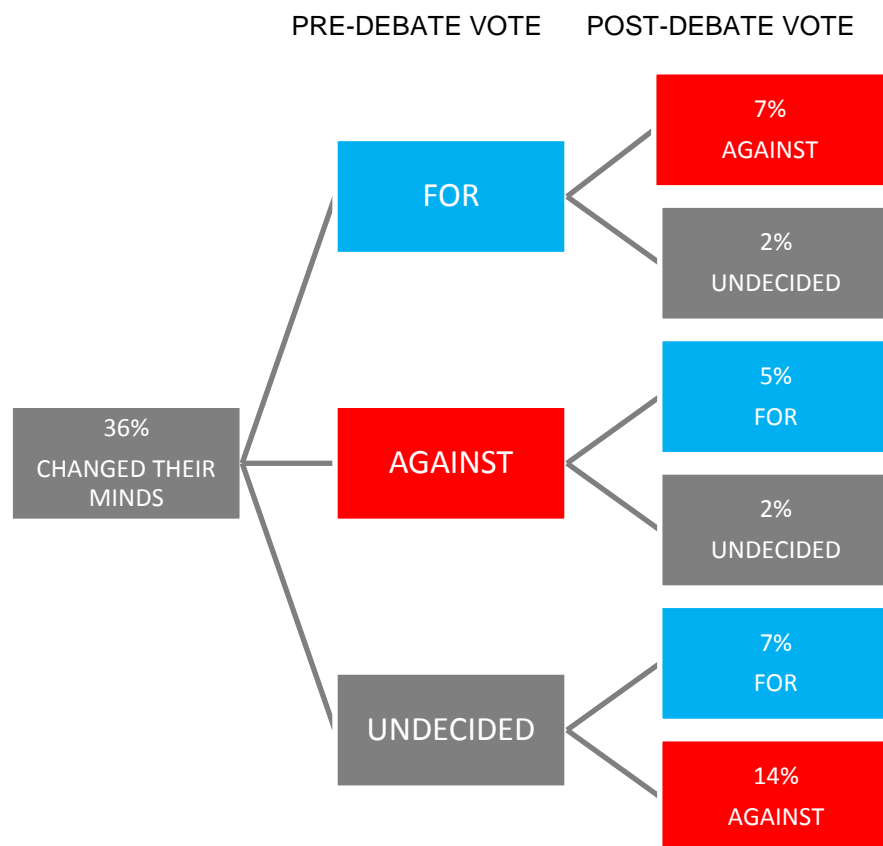 PRE-DEBATE VOTE
POST-DEBATE VOTE
7%
AGAINST
FOR
2%
UNDECIDED
5%
FOR
36%
CHANGED THEIR
MINDS
AGAINST
2%
UNDECIDED
7%
FOR
UNDECIDED
14%
AGAINST